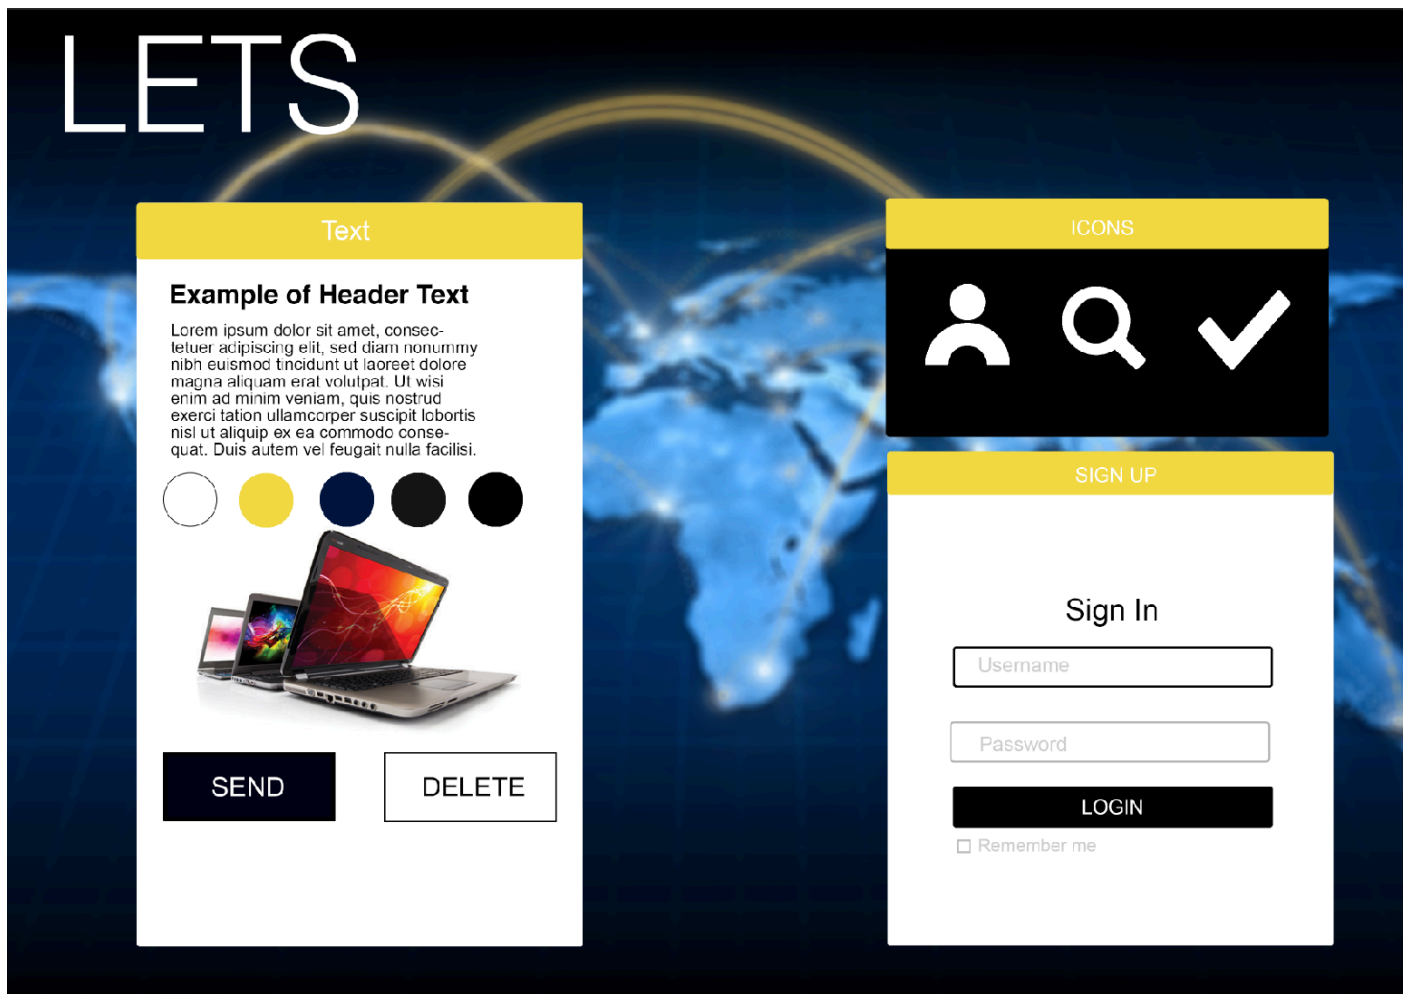 LETS
Text
Example of Header Text
Lorem ipsum dolor sit amet, consec-
tetuer adipiscing elit, sed diam nonummy
nibh euismod tincidunt ut laoreet dolore
magna aliquam erat volutpat. Ut wisi
enim ad minim veniam, quis nostrud
exerci tation ullamcorper suscipit lobortis
nisl ut aliquip ex ea commodo conse-
quat. Duis autem vel feugait nulla facilisi.
SEND
DELETE
ICONS
SIGN UP
Sign In
Username
Password
LOGIN
Remember me